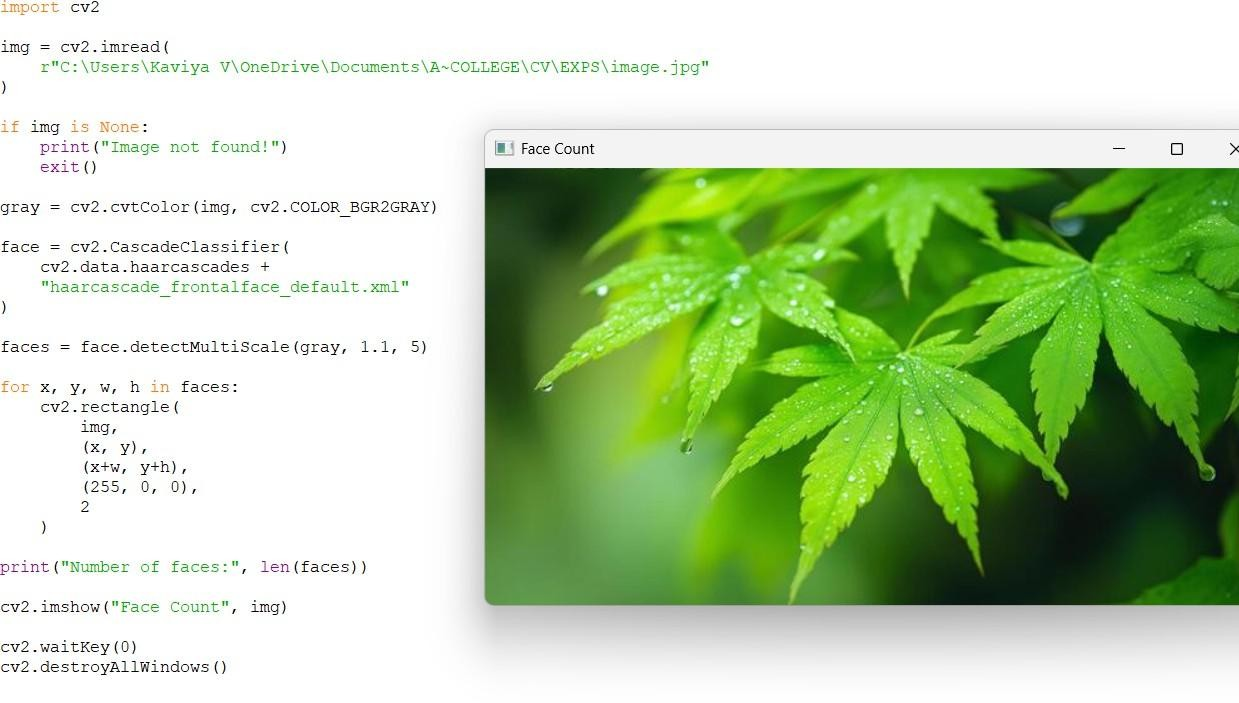 import cv2
img = cv2.imread(
    r"C:\Users\Kaviya V\OneDrive\Documents\A~COLLEGE\CV\EXPS\image.jpg"
)
if img is None:
    print("Image not found!")
    exit()
gray = cv2.cvtColor(img, cv2.COLOR_BGR2GRAY)
face = cv2.CascadeClassifier(
    cv2.data.haarcascades +
    "haarcascade_frontalface_default.xml"
)
faces = face.detectMultiScale(gray, 1.1, 5)
for x, y, w, h in faces:
    cv2.rectangle(
        img,
        (x, y),
        (x+w, y+h),
        (255, 0, 0),
        2
    )
print("Number of faces:", len(faces))
cv2.imshow("Face Count", img)
cv2.waitKey(0)
cv2.destroyAllWindows()
Face Count